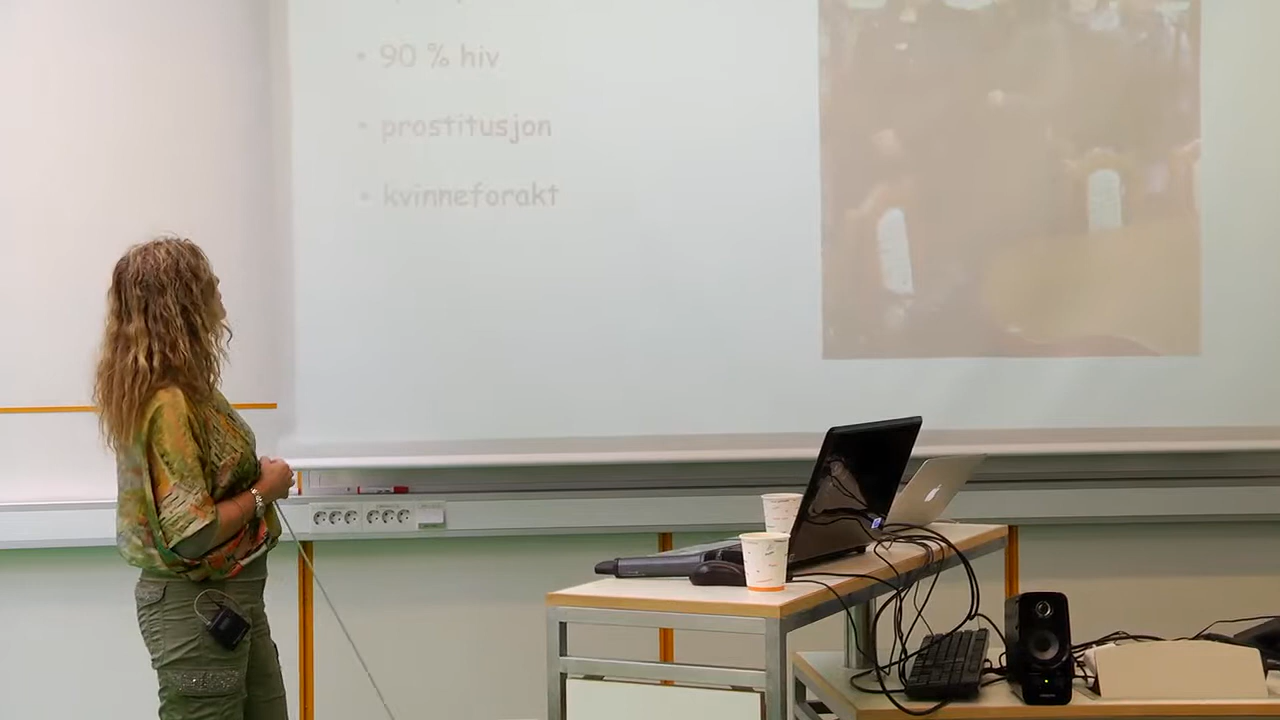 • 90 % hiv
• prostitusjon
• kvinneforakt